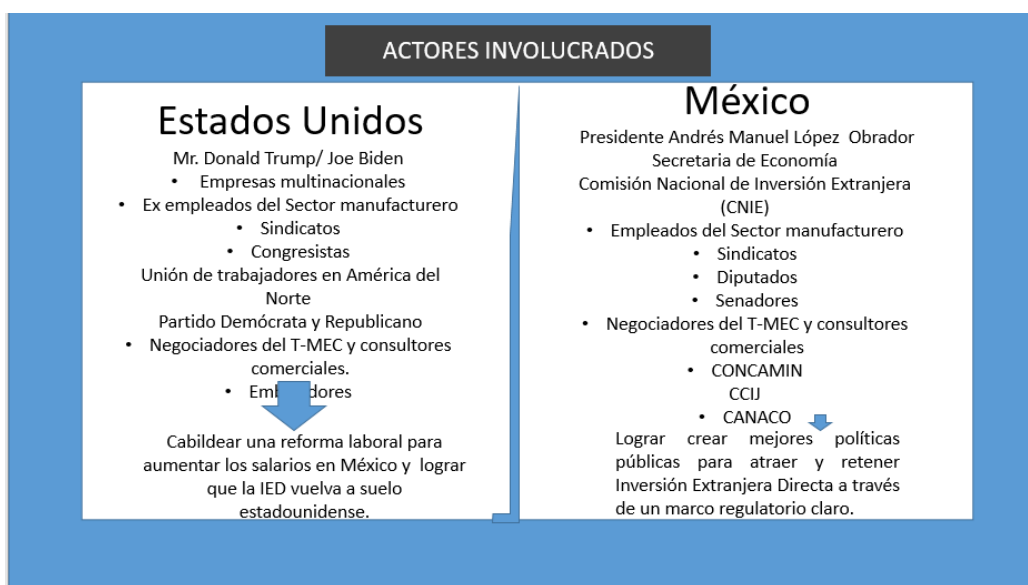 ACTORES INVOLUCRADOS
Estados Unidos
Mr. Donald Trump/ Joe Biden
• Empresas multinacionales
• Ex empleados del Sector manufacturero
• Sindicatos
• Congresistas
Unión de trabajadores en América del
Norte
Partido Demócrata y Republicano
• Negociadores del T-MEC y consultores
comerciales.
•
Cabildear una reforma laboral para
aumentar los salarios en México y lograr
que la IED vuelva a suelo
estadounidense.
México
Presidente Andrés Manuel López Obrador
Secretaria de Economía
Comisión Nacional de Inversión Extranjera
(CNIE)
• Empleados del Sector manufacturero
• Sindicatos
• Diputados
• Senadores
• Negociadores del T-MEC y consultores
comerciales
• CONCAMIN
CCIJ
• CANACO
Lograr crear mejores políticas
públicas para atraer y retener
Inversión Extranjera Directa a través
de un marco regulatorio claro.